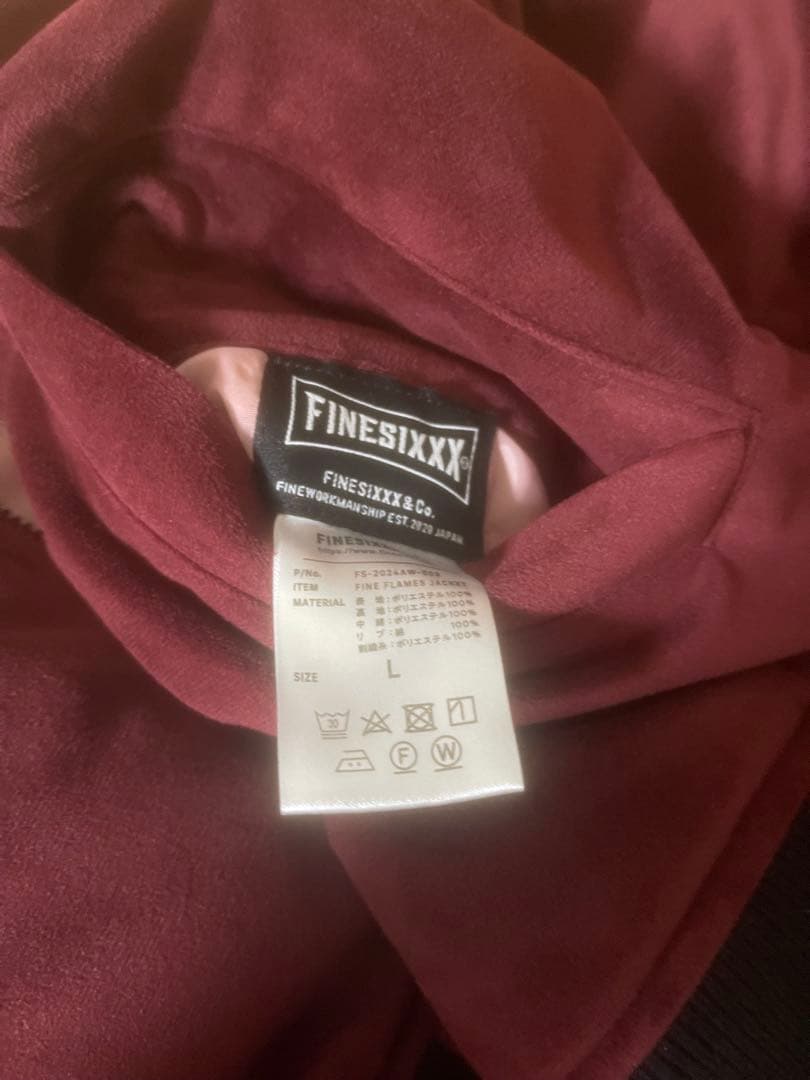 FINESIXXX
FINESIXXX&Co.
FINEWORKMANSHIP EST.2020 JAPAN
P/No. FS-2024AW-
ITEM FINE FLAMES JACKET
MATERIAL 表 地:ポリエステル100%
裏 地:ポリエステル100%
中 綿:ポリエステル100%
リ ブ:綿 100%
刺繍糸:ポリエステル100%
SIZE L
30
F W